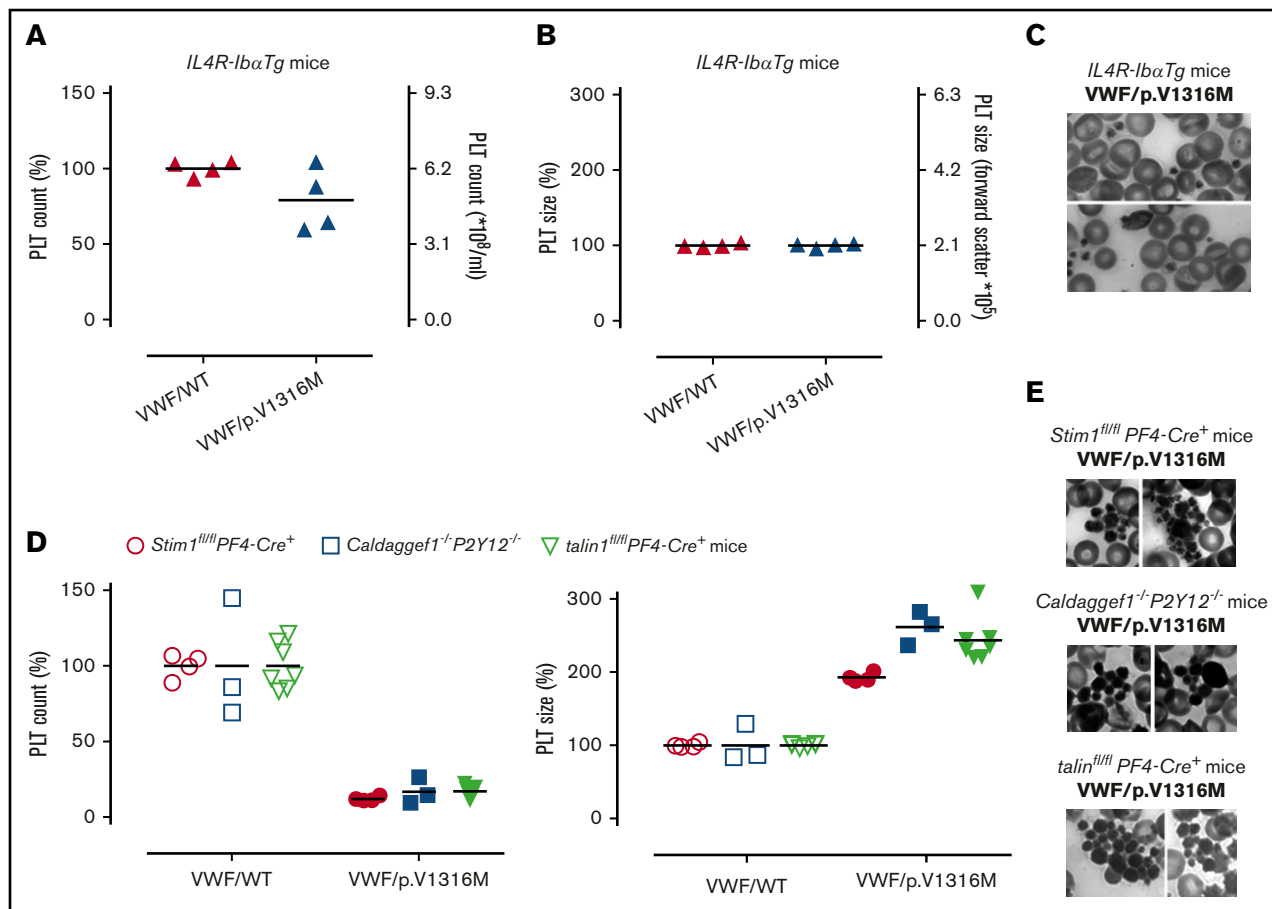 A
IL4R-IbαTg mice
PLT count (%)
150
100
50
0
9.3
6.2
3.1
0.0
PLT count (*10⁸/ml)
VWF/WT
VWF/p.V1316M
B
IL4R-IbαTg mice
PLT size (%)
300
200
100
0
6.3
4.2
2.1
0.0
PLT size (forward scatter *10⁵)
VWF/WT
VWF/p.V1316M
C
IL4R-IbαTg mice
VWF/p.V1316M
D
Stim1fl/fl PF4-Cre+
Caldaggef1-/-P2Y12-/-
talin1fl/fl PF4-Cre+ mice
PLT count (%)
150
100
50
0
VWF/WT
VWF/p.V1316M
PLT size (%)
300
200
100
0
VWF/WT
VWF/p.V1316M
E
Stim1fl/fl PF4-Cre+ mice
VWF/p.V1316M
Caldaggef1-/-P2Y12-/- mice
VWF/p.V1316M
talinfl/fl PF4-Cre+ mice
VWF/p.V1316M